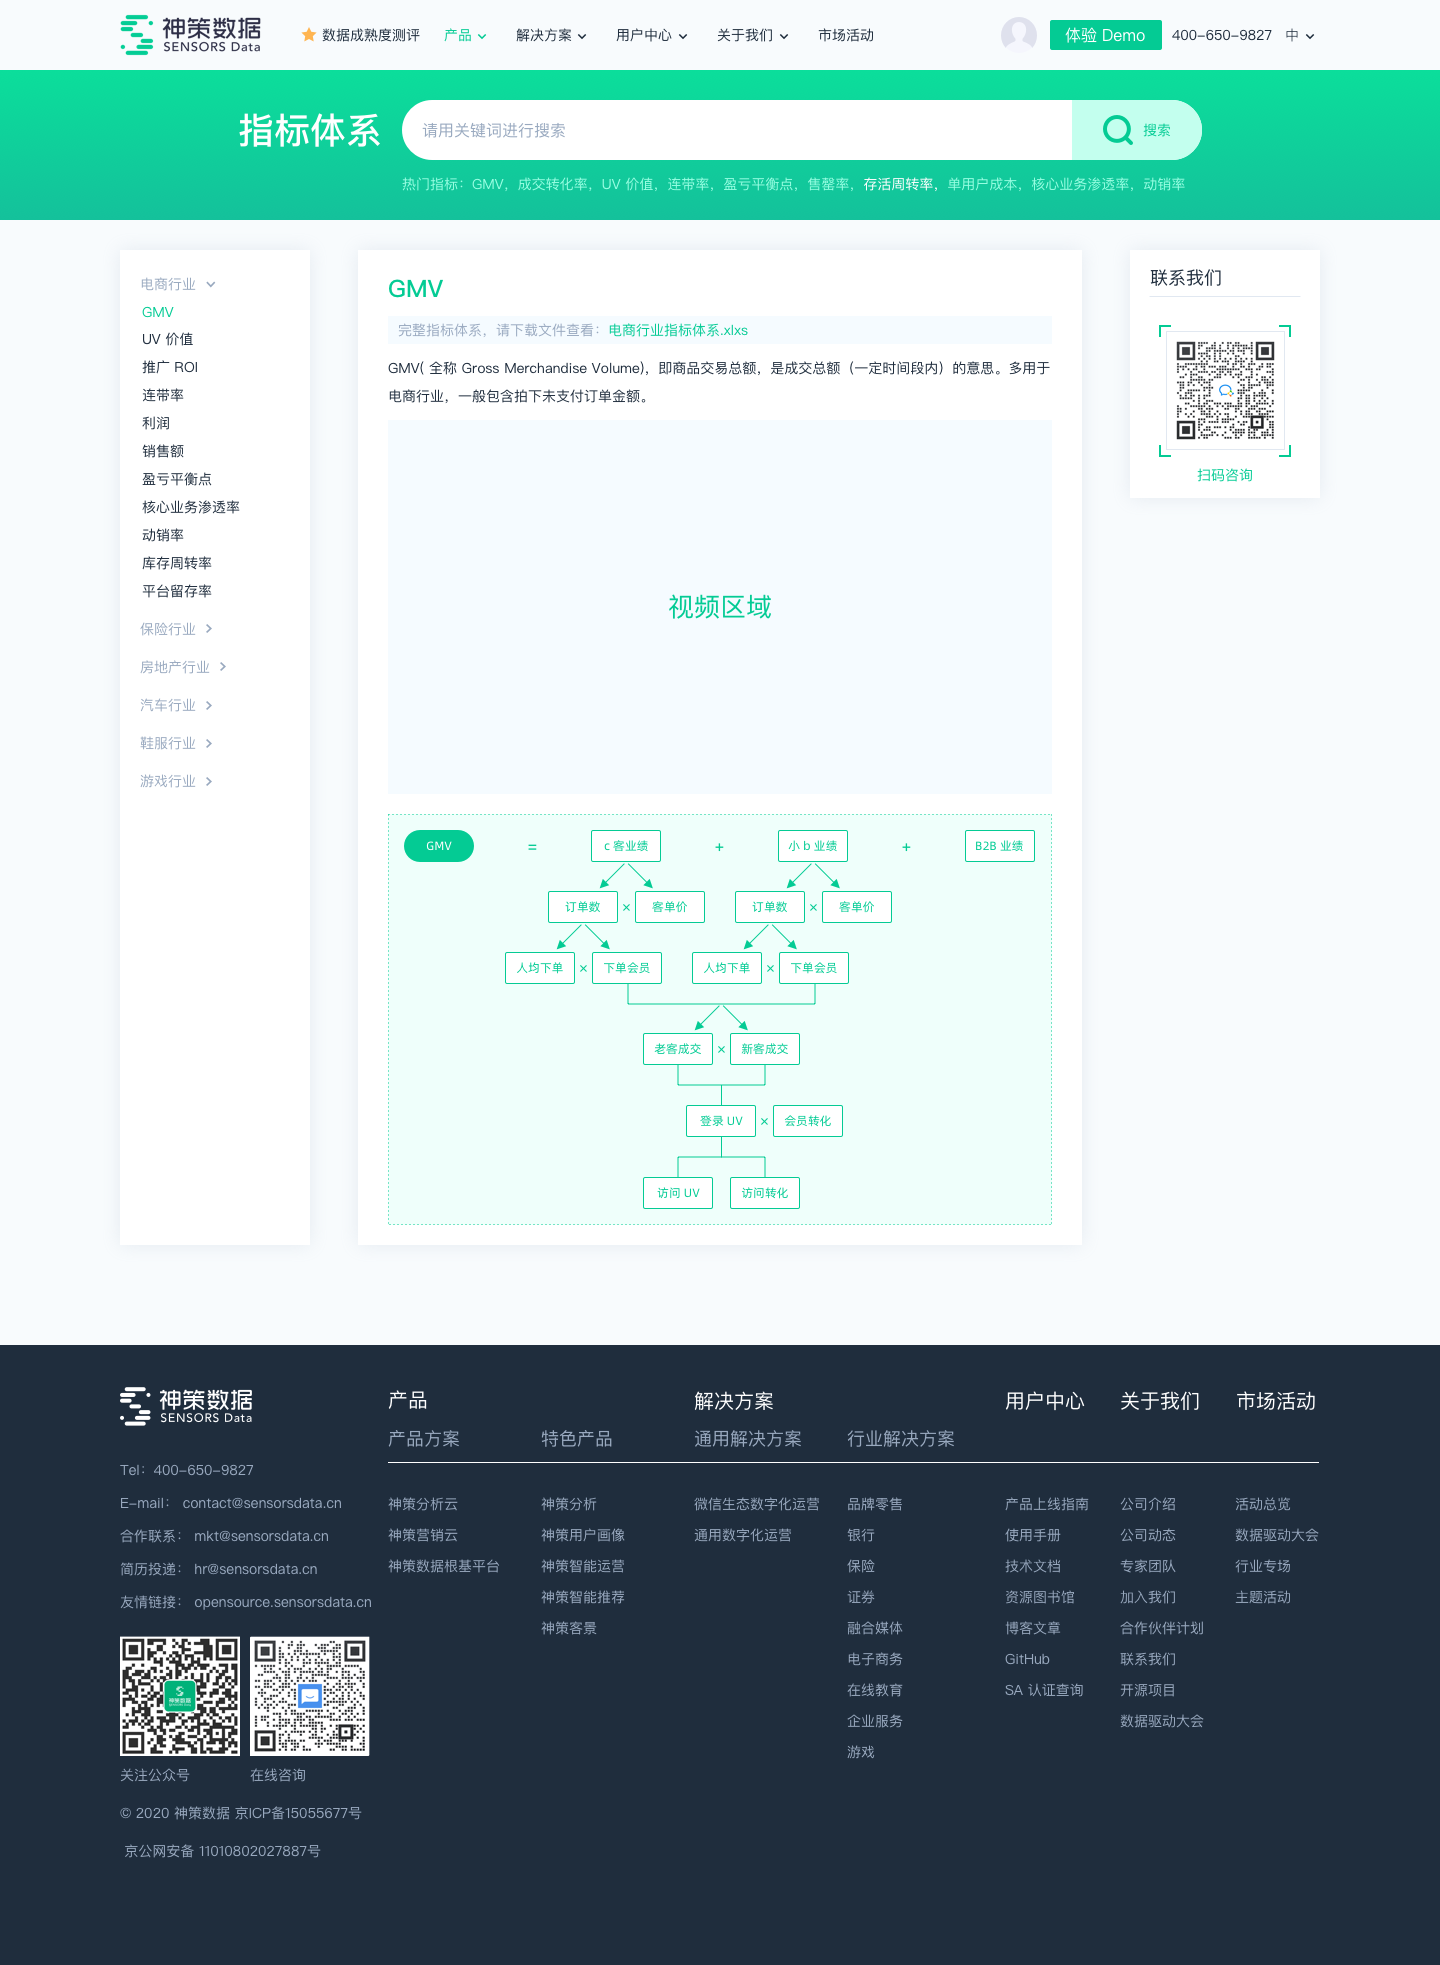 神策数据
SENSORS Data
数据成熟度测评 产品 解决方案 用户中心 关于我们 市场活动
体验 Demo 400-650-9827 中
指标体系
请用关键词进行搜索
搜索
热门指标：GMV，成交转化率，UV 价值，连带率，盈亏平衡点，售罄率，存活周转率，单用户成本，核心业务渗透率，动销率
电商行业
GMV
UV 价值
推广 ROI
连带率
利润
销售额
盈亏平衡点
核心业务渗透率
动销率
库存周转率
平台留存率
保险行业
房地产行业
汽车行业
鞋服行业
游戏行业
GMV
完整指标体系，请下载文件查看：电商行业指标体系.xlxs
GMV( 全称 Gross Merchandise Volume)，即商品交易总额，是成交总额（一定时间段内）的意思。多用于
电商行业，一般包含拍下未支付订单金额。
视频区域
GMV = c 客业绩 + 小 b 业绩 + B2B 业绩
订单数 × 客单价 订单数 × 客单价
人均下单 × 下单会员 人均下单 × 下单会员
老客成交 × 新客成交
登录 UV × 会员转化
访问 UV 访问转化
联系我们
扫码咨询
神策数据
SENSORS Data
Tel：400-650-9827
E-mail： contact@sensorsdata.cn
合作联系： mkt@sensorsdata.cn
简历投递： hr@sensorsdata.cn
友情链接： opensource.sensorsdata.cn
神策数据
关注公众号 在线咨询
© 2020 神策数据 京ICP备15055677号
京公网安备 11010802027887号
产品 解决方案 用户中心 关于我们 市场活动
产品方案 特色产品 通用解决方案 行业解决方案
神策分析云
神策营销云
神策数据根基平台
神策分析
神策用户画像
神策智能运营
神策智能推荐
神策客景
微信生态数字化运营
通用数字化运营
品牌零售
银行
保险
证券
融合媒体
电子商务
在线教育
企业服务
游戏
产品上线指南
使用手册
技术文档
资源图书馆
博客文章
GitHub
SA 认证查询
公司介绍
公司动态
专家团队
加入我们
合作伙伴计划
联系我们
开源项目
数据驱动大会
活动总览
数据驱动大会
行业专场
主题活动